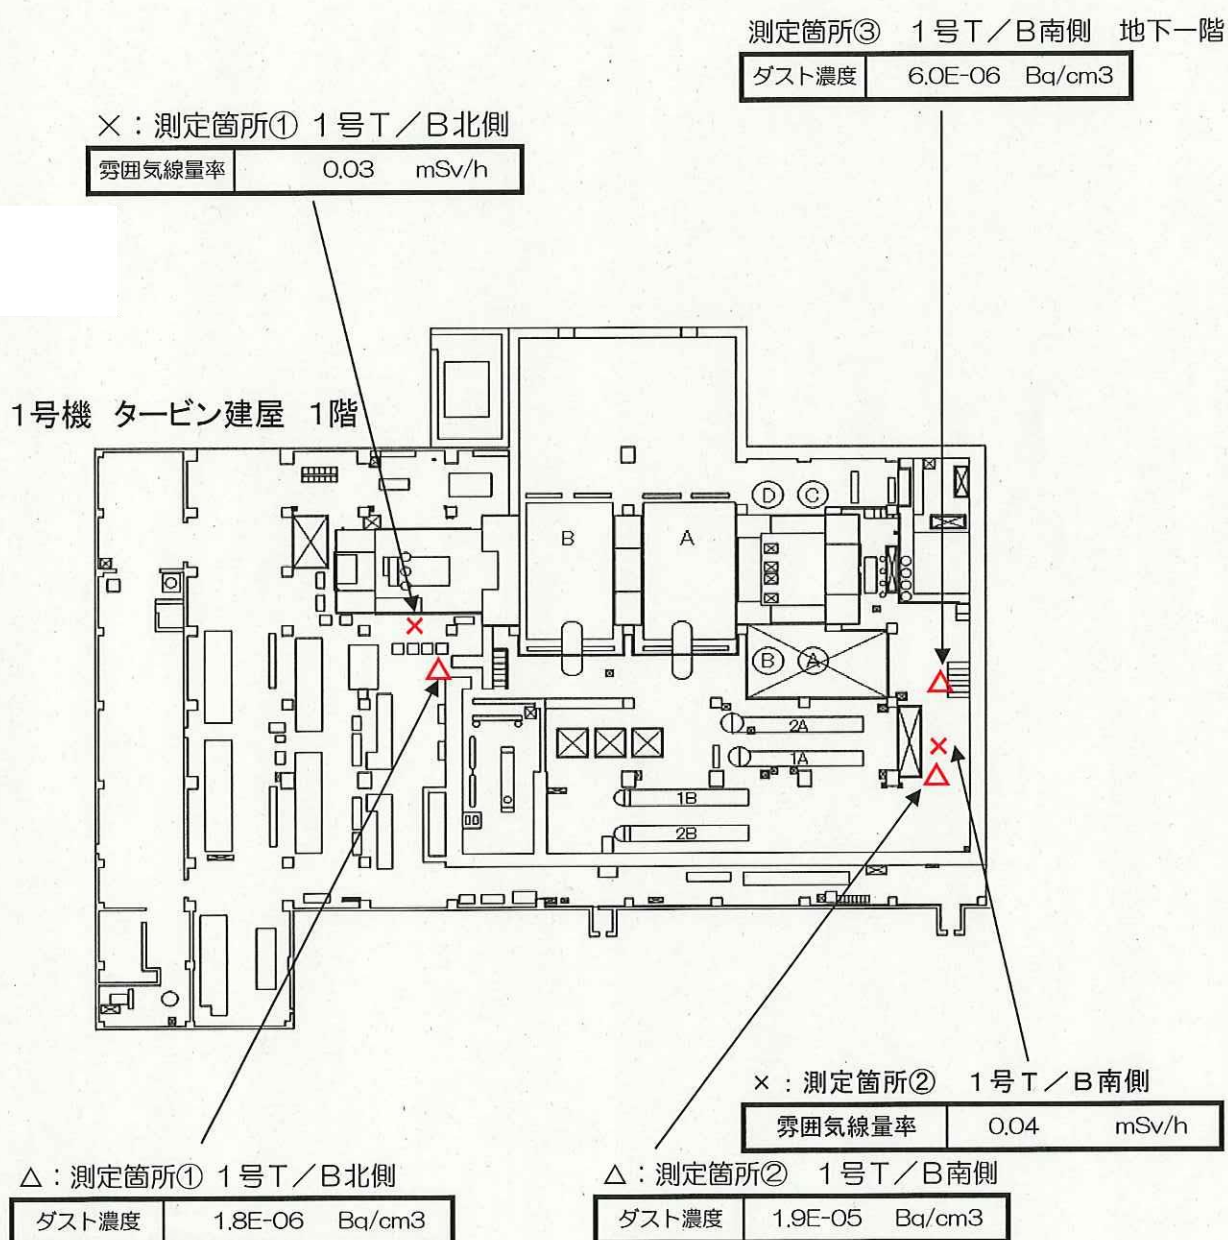 測定箇所③ 1号T/B南側 地下一階
ダスト濃度 6.0E-06 Bq/cm3
×：測定箇所① 1号T/B北側
雰囲気線量率 0.03 mSv/h
1号機 タービン建屋 1階
D C
B A
B A
2A
1A
1B
2B
×：測定箇所② 1号T/B南側
雰囲気線量率 0.04 mSv/h
△：測定箇所① 1号T/B北側
ダスト濃度 1.8E-06 Bq/cm3
△：測定箇所② 1号T/B南側
ダスト濃度 1.9E-05 Bq/cm3